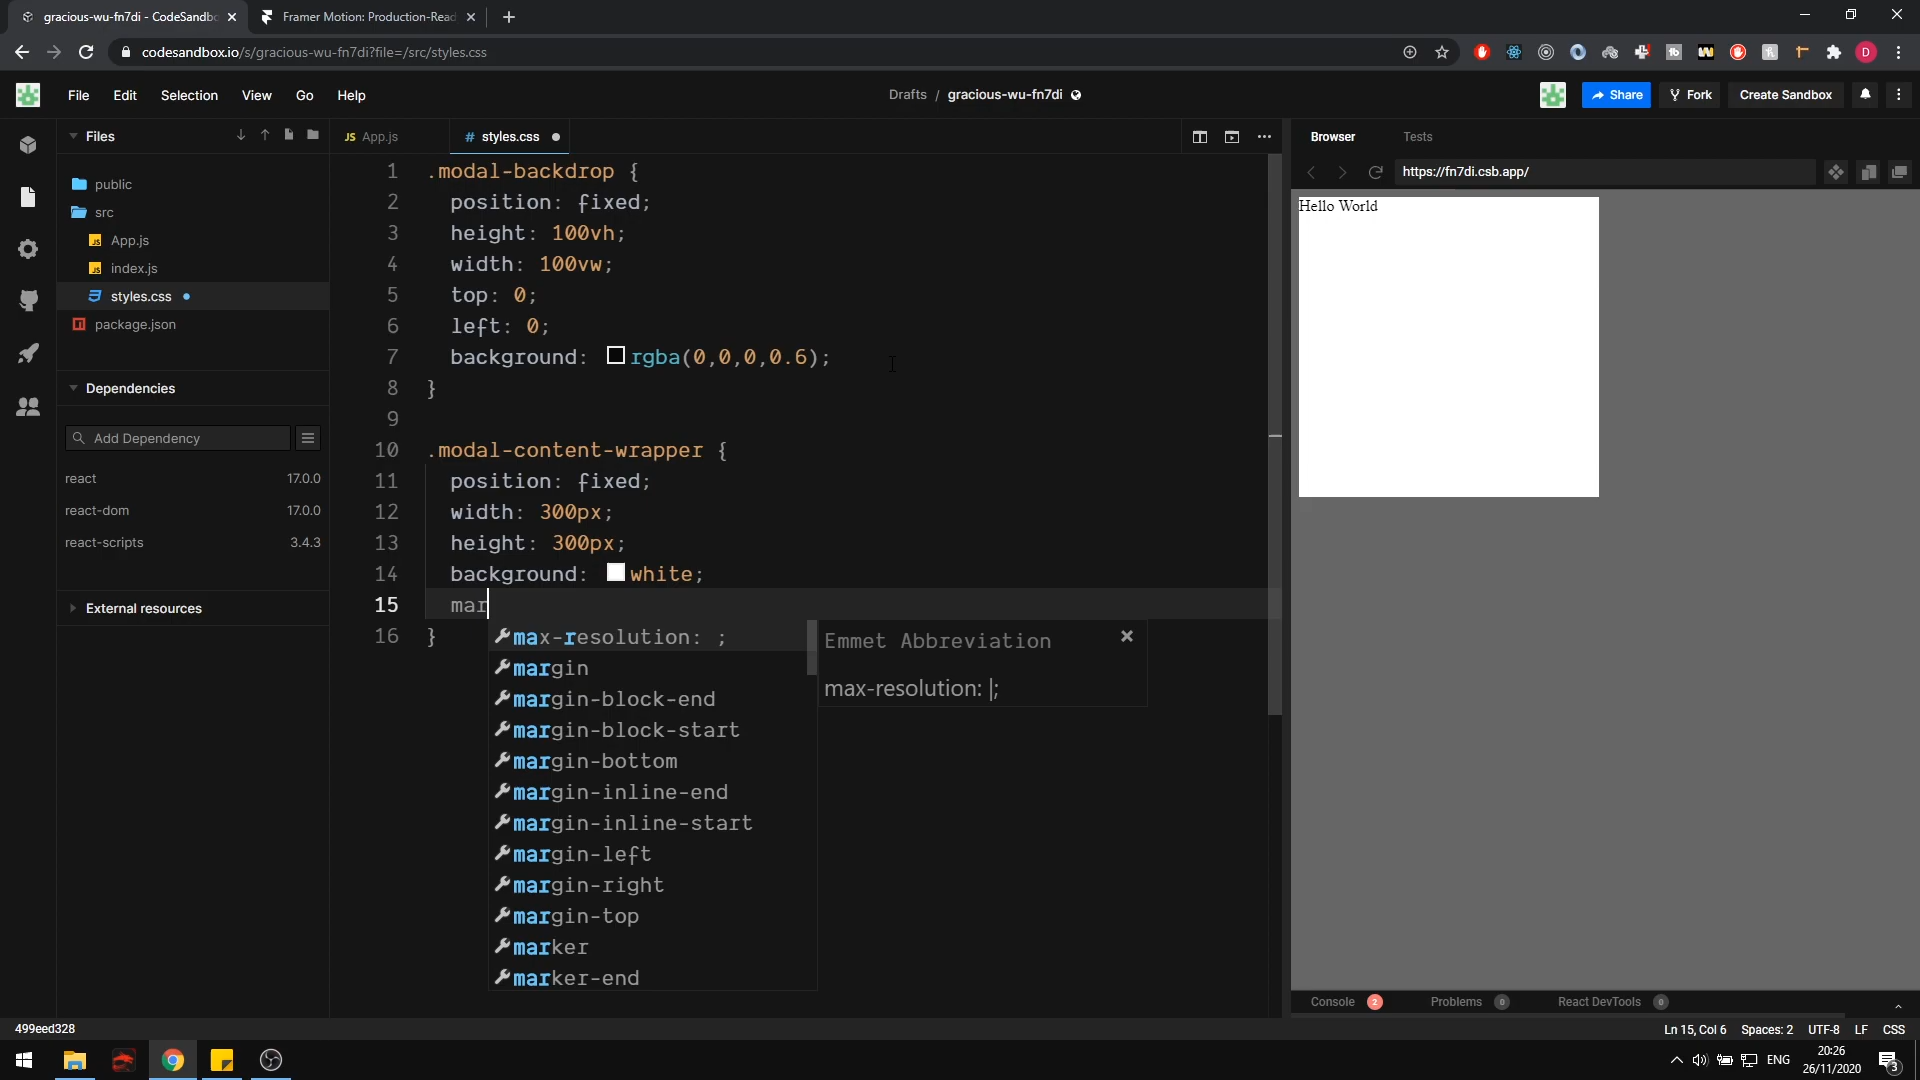 gracious-wu-fn7di - CodeSandbo
Framer Motion: Production-Read
codesandbox.io/s/gracious-wu-fn7di?file=/src/styles.css
D
File Edit Selection View Go Help
Drafts / gracious-wu-fn7di
Share
Fork
Create Sandbox
Files
JS App.js
# styles.css
Browser
Tests
https://fn7di.csb.app/
public
src
JS App.js
JS index.js
styles.css
package.json
Dependencies
Add Dependency
react 17.0.0
react-dom 17.0.0
react-scripts 3.4.3
External resources
1 .modal-backdrop {
2 position: fixed;
3 height: 100vh;
4 width: 100vw;
5 top: 0;
6 left: 0;
7 background: rgba(0,0,0,0.6);
8 }
9
10 .modal-content-wrapper {
11 position: fixed;
12 width: 300px;
13 height: 300px;
14 background: white;
15 mar
16 }
max-resolution: ;
margin
margin-block-end
margin-block-start
margin-bottom
margin-inline-end
margin-inline-start
margin-left
margin-right
margin-top
marker
marker-end
Emmet Abbreviation
max-resolution: |;
Hello World
Console 2
Problems 0
React DevTools 0
499eed328
Ln 15, Col 6 Spaces: 2 UTF-8 LF CSS
ENG
20:26
26/11/2020
3